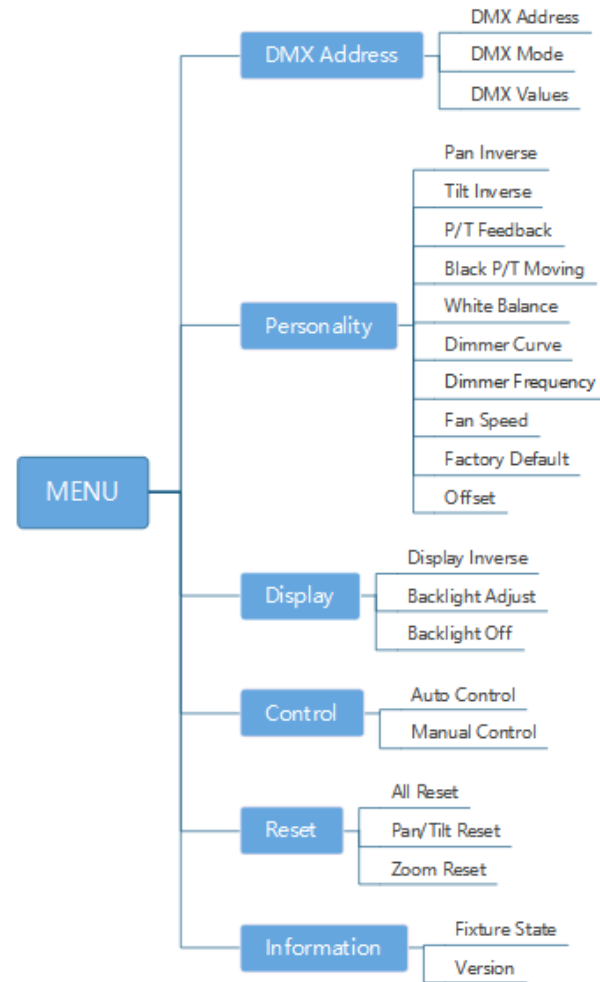 MENU
DMX Address
DMX Address
DMX Mode
DMX Values
Personality
Pan Inverse
Tilt Inverse
P/T Feedback
Black P/T Moving
White Balance
Dimmer Curve
Dimmer Frequency
Fan Speed
Factory Default
Offset
Display
Display Inverse
Backlight Adjust
Backlight Off
Control
Auto Control
Manual Control
Reset
All Reset
Pan/Tilt Reset
Zoom Reset
Information
Fixture State
Version